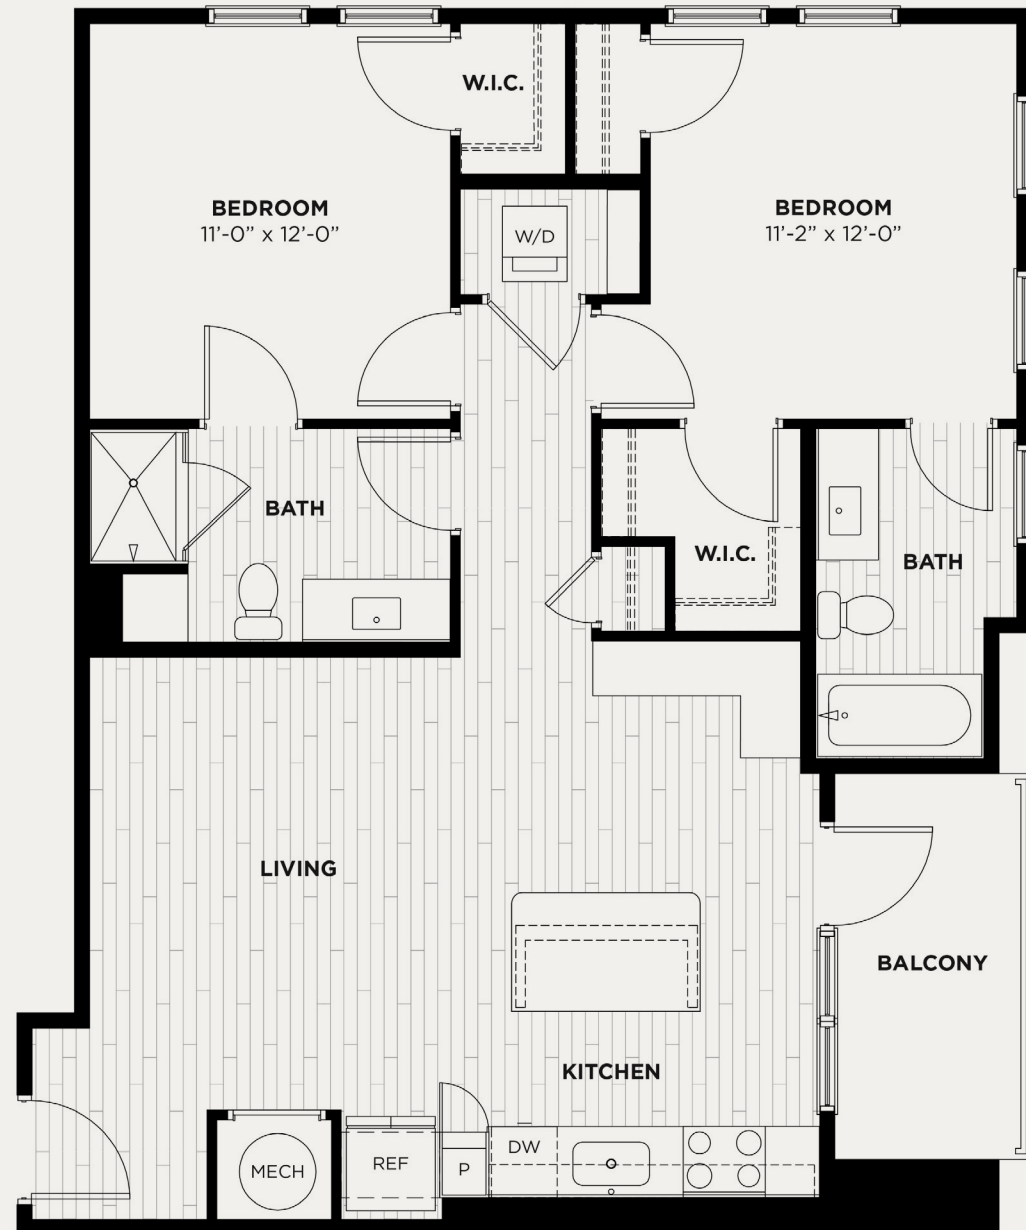 W.I.C.
BEDROOM
11’-0” x 12’-0”
BEDROOM
11’-2” x 12’-0”
W/D
BATH
W.I.C.
BATH
LIVING
BALCONY
KITCHEN
MECH
REF
P
DW